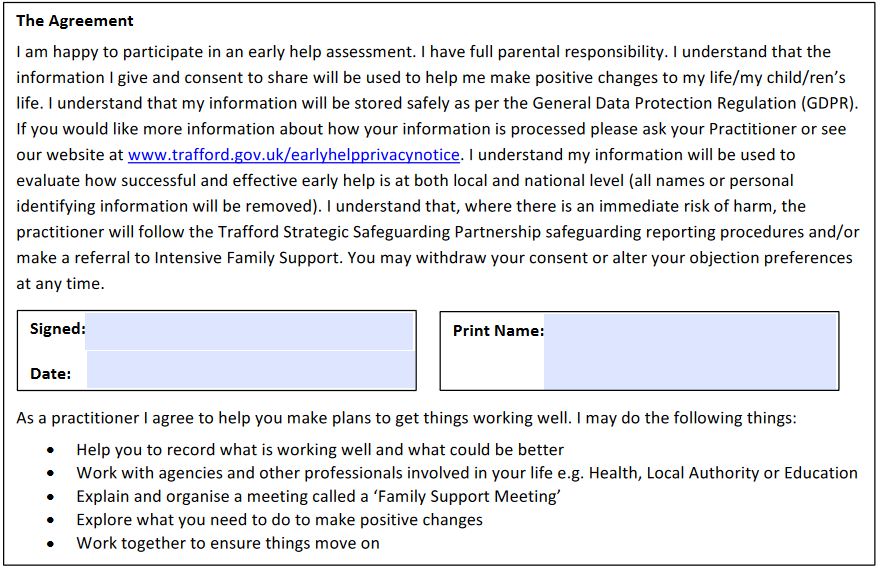 The Agreement
I am happy to participate in an early help assessment. I have full parental responsibility. I understand that the
information I give and consent to share will be used to help me make positive changes to my life/my child/ren’s
life. I understand that my information will be stored safely as per the General Data Protection Regulation (GDPR).
If you would like more information about how your information is processed please ask your Practitioner or see
our website at www.trafford.gov.uk/earlyhelpprivacynotice. I understand my information will be used to
evaluate how successful and effective early help is at both local and national level (all names or personal
identifying information will be removed). I understand that, where there is an immediate risk of harm, the
practitioner will follow the Trafford Strategic Safeguarding Partnership safeguarding reporting procedures and/or
make a referral to Intensive Family Support. You may withdraw your consent or alter your objection preferences
at any time.
Signed:
Date:
Print Name:
As a practitioner I agree to help you make plans to get things working well. I may do the following things:
• Help you to record what is working well and what could be better
• Work with agencies and other professionals involved in your life e.g. Health, Local Authority or Education
• Explain and organise a meeting called a ‘Family Support Meeting’
• Explore what you need to do to make positive changes
• Work together to ensure things move on